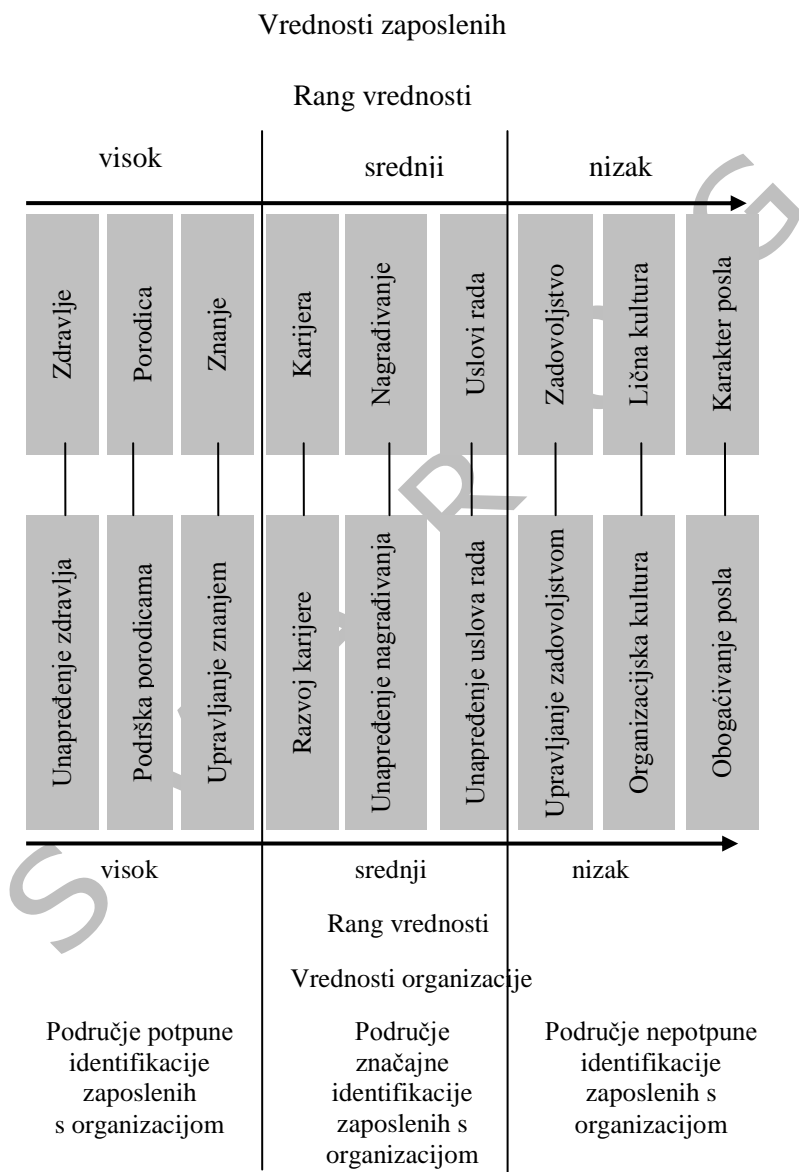 Vrednosti zaposlenih
Rang vrednosti
visok
srednji
nizak
Zdravlje
Porodica
Znanje
Karijera
Nagrađivanje
Uslovi rada
Zadovoljstvo
Lična kultura
Karakter posla
Unapređenje zdravlja
Podrška porodicama
Upravljanje znanjem
Razvoj karijere
Unapređenje nagrađivanja
Unapređenje uslova rada
Upravljanje zadovoljstvom
Organizacijska kultura
Obogaćivanje posla
visok
srednji
nizak
Rang vrednosti
Vrednosti organizacije
Područje potpune
identifikacije
zaposlenih
s organizacijom
Područje
značajne
identifikacije
zaposlenih s
organizacijom
Područje nepotpune
identifikacije
zaposlenih s
organizacijom